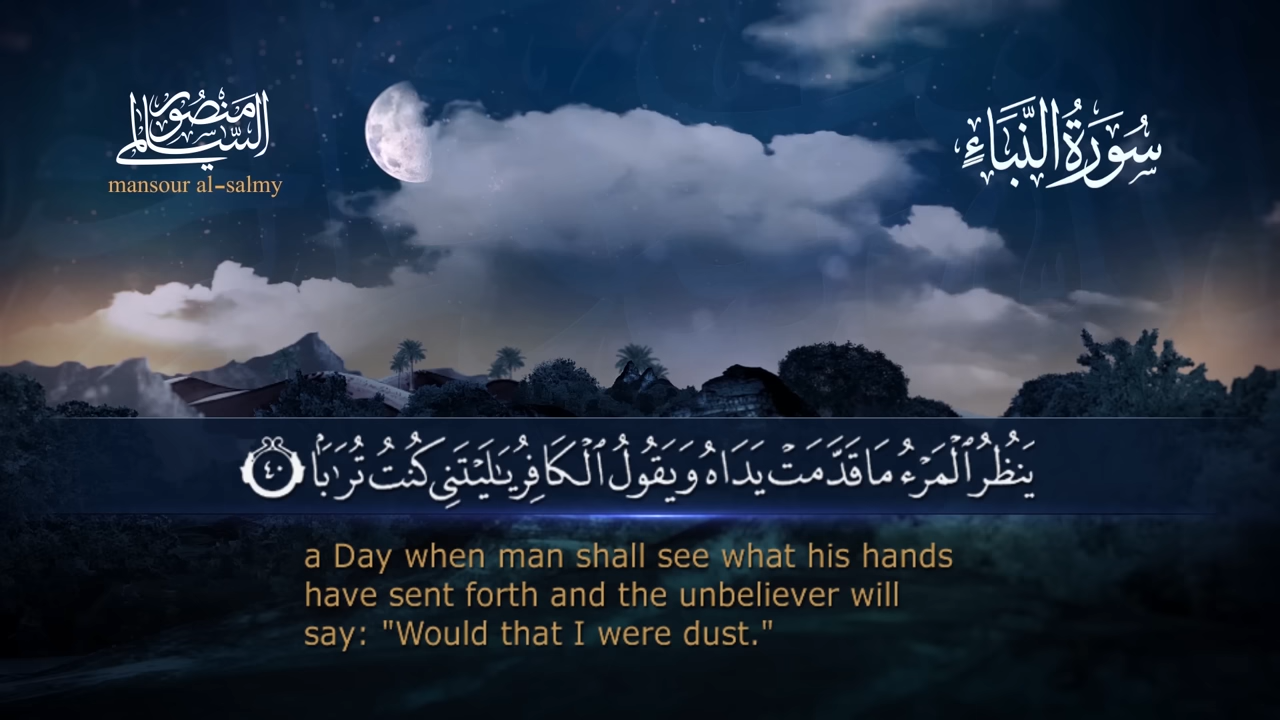 منصور
السالمي
mansour al-salmy
سُورَةُ النَّبَاءِ
يَنظُرُ ٱلْمَرْءُ مَا قَدَّمَتْ يَدَاهُ وَيَقُولُ ٱلْكَافِرُ يَٰلَيْتَنِي كُنتُ تُرَٰبَۢا ٤٠
a Day when man shall see what his hands
have sent forth and the unbeliever will
say: "Would that I were dust."